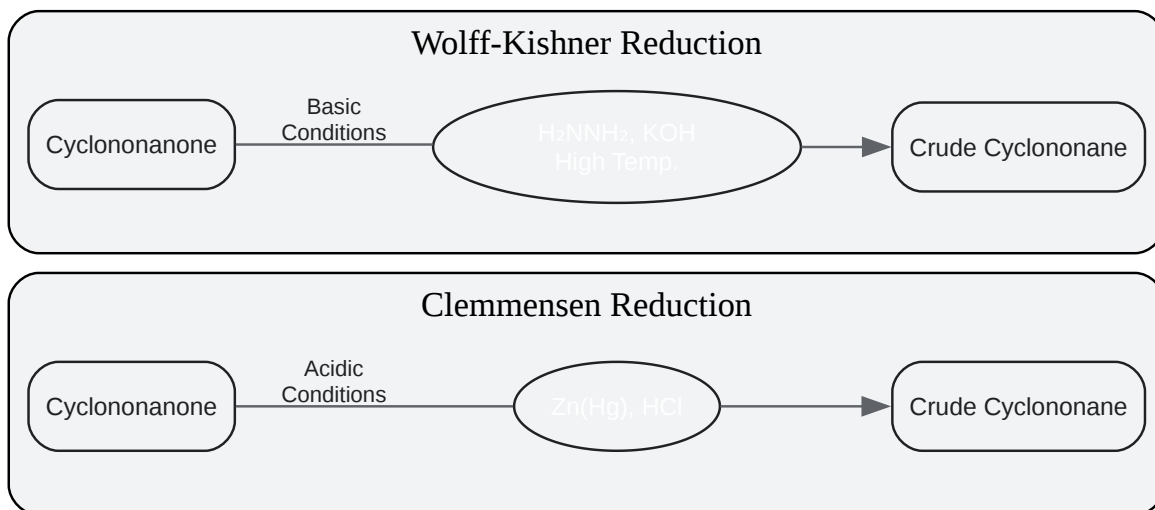 Wolff-Kishner Reduction
Cyclononanone
Basic
Conditions
H₂NNH₂, KOH
High Temp.
Crude Cyclononane
Clemmensen Reduction
Cyclononanone
Acidic
Conditions
Zn(Hg), HCl
Crude Cyclononane